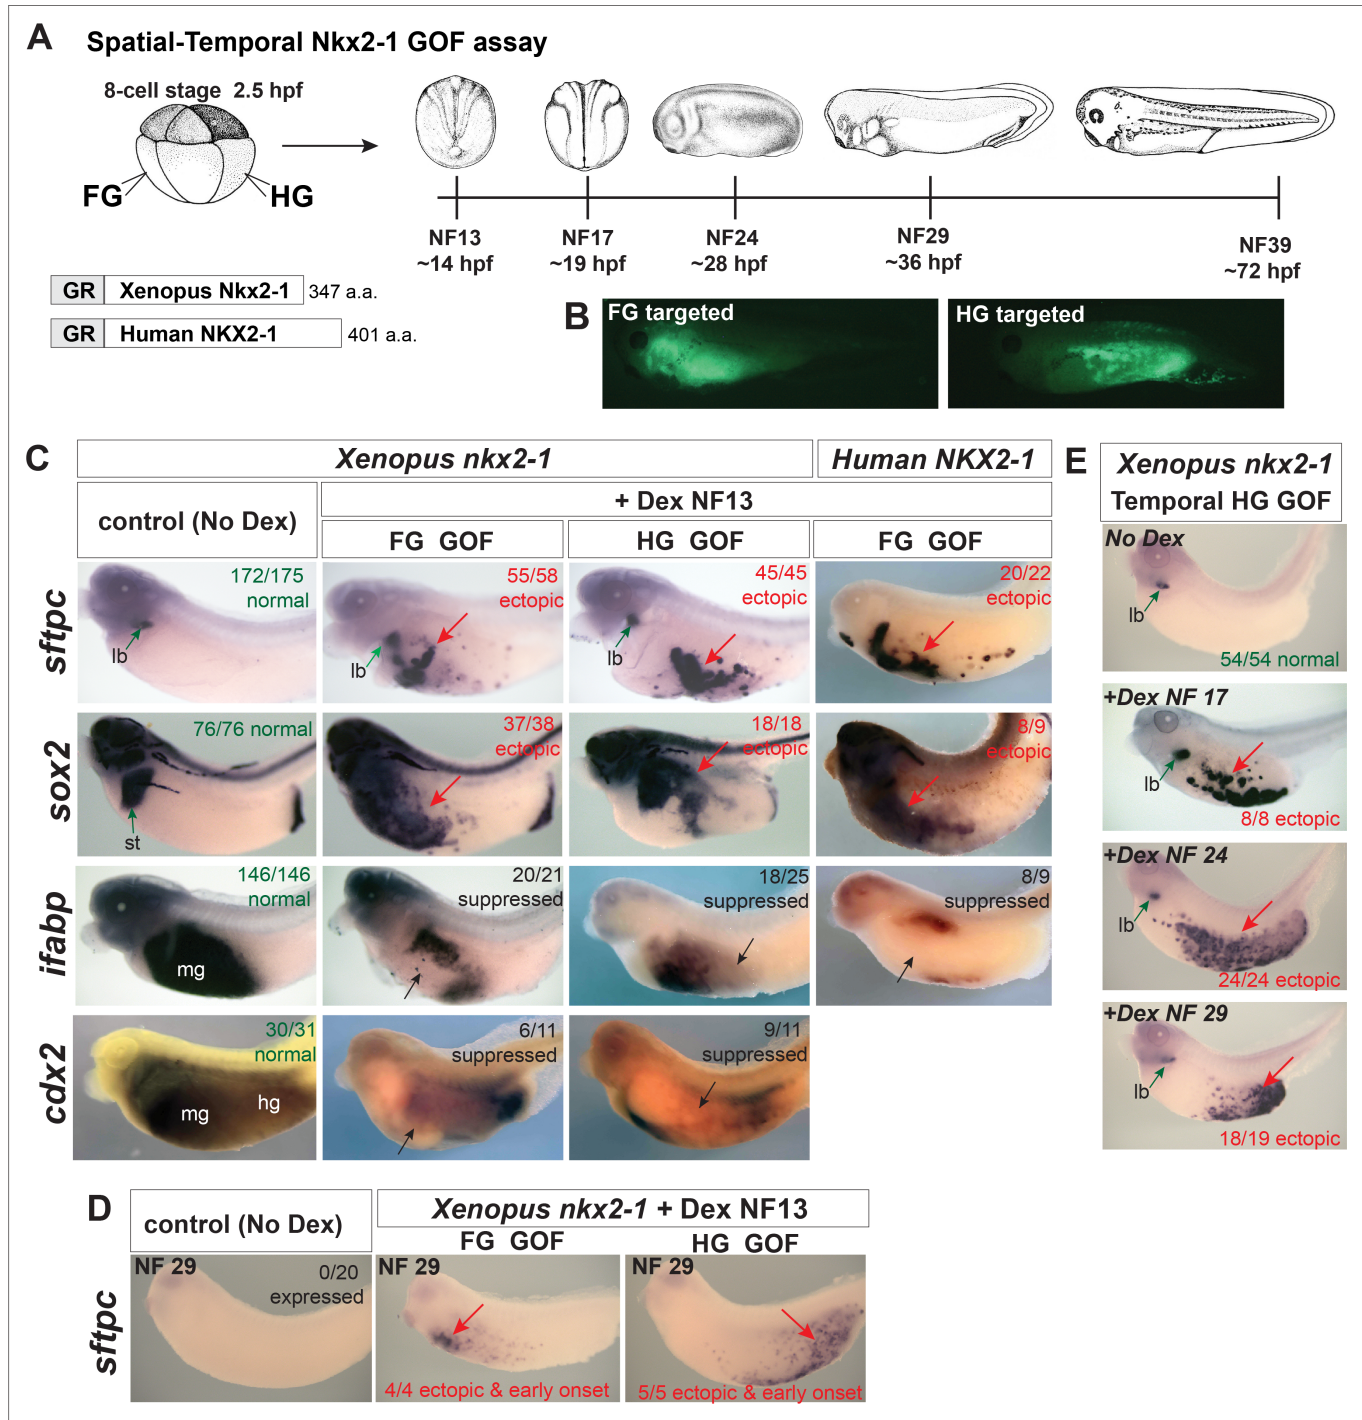 A
Spatial-Temporal Nkx2-1 GOF assay
8-cell stage 2.5 hpf
FG
HG
NF13
~14 hpf
NF17
~19 hpf
NF24
~28 hpf
NF29
~36 hpf
NF39
~72 hpf
GR
Xenopus Nkx2-1
347 a.a.
GR
Human NKX2-1
401 a.a.
B
FG targeted
HG targeted
C
Xenopus nkx2-1
Human NKX2-1
control (No Dex)
+ Dex NF13
FG GOF
HG GOF
FG GOF
sftpc
172/175
normal
lb
55/58
ectopic
lb
45/45
ectopic
lb
20/22
ectopic
sox2
76/76 normal
st
37/38
ectopic
18/18
ectopic
8/9
ectopic
ifabp
146/146
normal
mg
20/21
suppressed
18/25
suppressed
8/9
suppressed
cdx2
30/31
normal
mg
hg
6/11
suppressed
9/11
suppressed
D
control (No Dex)
Xenopus nkx2-1 + Dex NF13
FG GOF
HG GOF
sftpc
NF 29
0/20
expressed
NF 29
4/4 ectopic & early onset
NF 29
5/5 ectopic & early onset
E
Xenopus nkx2-1
Temporal HG GOF
No Dex
lb
54/54 normal
+Dex NF 17
lb
8/8 ectopic
+Dex NF 24
lb
24/24 ectopic
+Dex NF 29
lb
18/19 ectopic